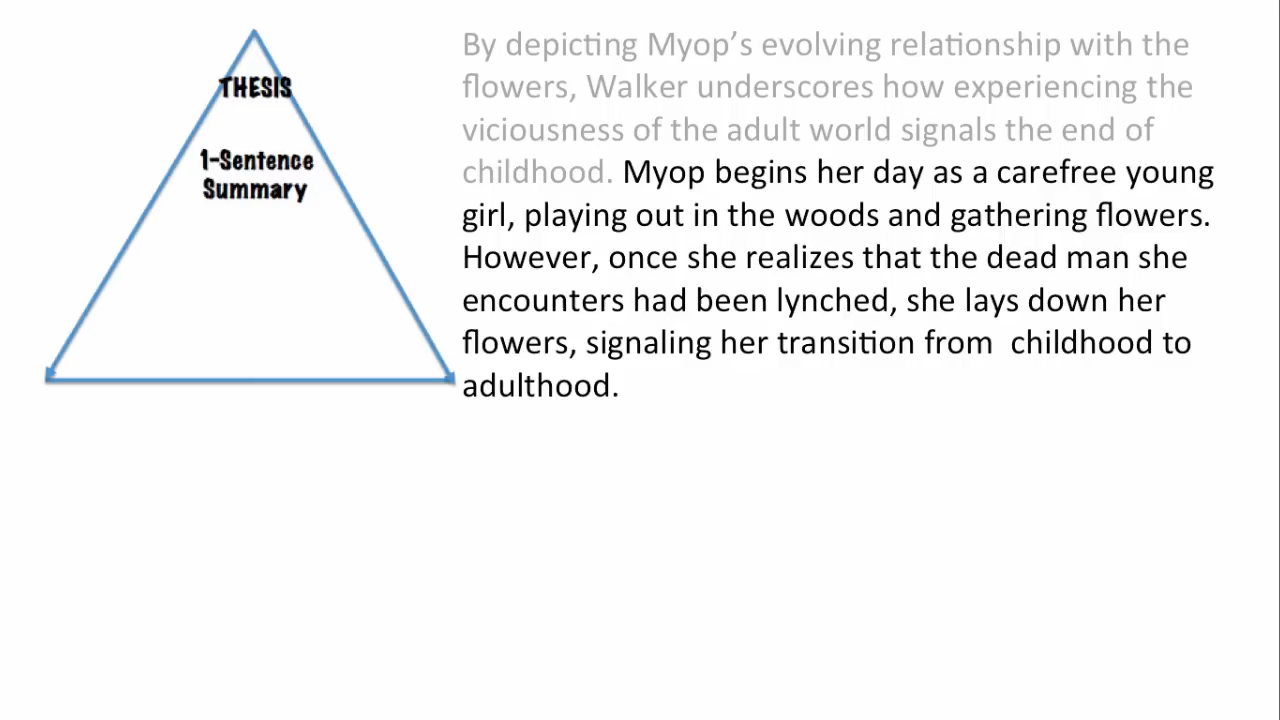 THESIS
1-Sentence
Summary
By depicting Myop’s evolving relationship with the
flowers, Walker underscores how experiencing the
viciousness of the adult world signals the end of
childhood. Myop begins her day as a carefree young
girl, playing out in the woods and gathering flowers.
However, once she realizes that the dead man she
encounters had been lynched, she lays down her
flowers, signaling her transition from  childhood to
adulthood.